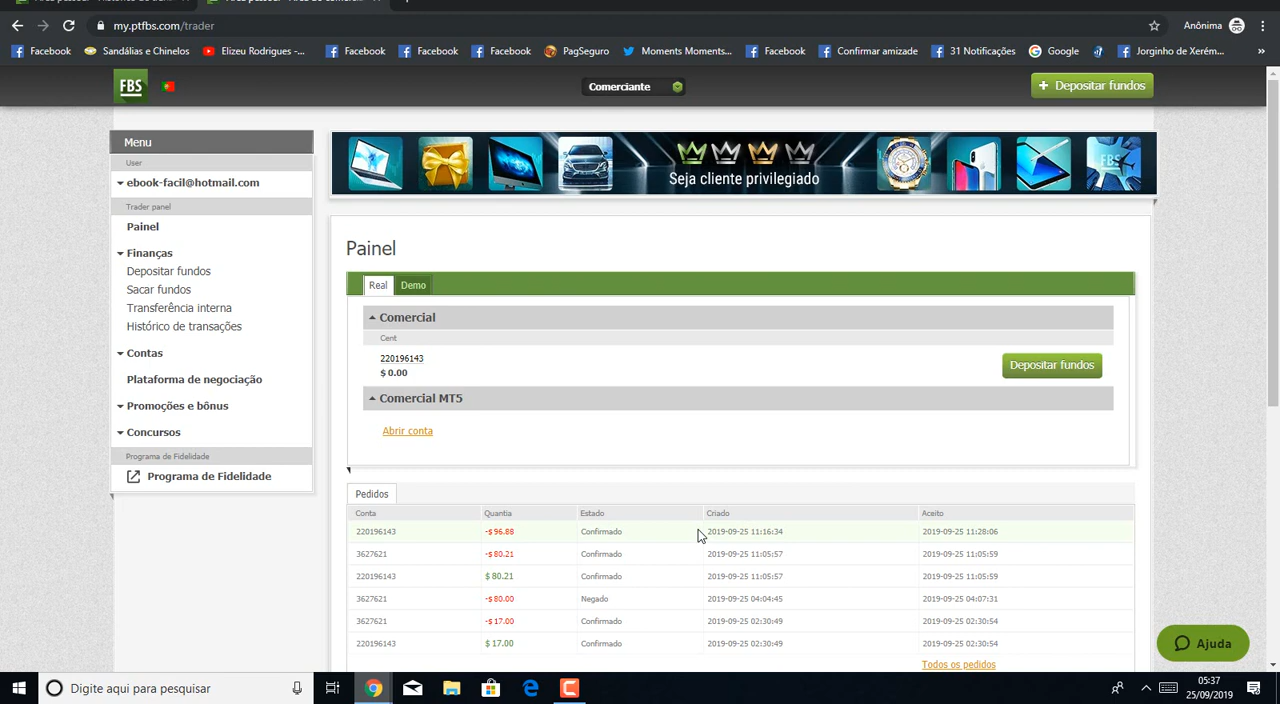 my.ptfbs.com/trader
Anônima
Facebook
Sandálias e Chinelos
Elizeu Rodrigues -...
Facebook
Facebook
Facebook
PagSeguro
Moments Moments...
Facebook
Confirmar amizade
31 Notificações
Google
Facebook
Jorginho de Xerém...
»
FBS
Comerciante
+ Depositar fundos
Menu
User
ebook-facil@hotmail.com
Trader panel
Painel
Finanças
Depositar fundos
Sacar fundos
Transferência interna
Histórico de transações
Contas
Plataforma de negociação
Promoções e bônus
Concursos
Programa de Fidelidade
Programa de Fidelidade
Seja cliente privilegiado
FBS
Painel
Real Demo
Comercial
Cent
220196143
$ 0.00
Depositar fundos
Comercial MT5
Abrir conta
Pedidos
Conta Quantia Estado Criado Aceito
220196143 -$ 96.88 Confirmado 2019-09-25 11:16:34 2019-09-25 11:28:06
3627621 -$ 80.21 Confirmado 2019-09-25 11:05:57 2019-09-25 11:05:59
220196143 $ 80.21 Confirmado 2019-09-25 11:05:57 2019-09-25 11:05:59
3627621 -$ 80.00 Negado 2019-09-25 04:04:45 2019-09-25 04:07:31
3627621 -$ 17.00 Confirmado 2019-09-25 02:30:49 2019-09-25 02:30:54
220196143 $ 17.00 Confirmado 2019-09-25 02:30:49 2019-09-25 02:30:54
Todos os pedidos
Ajuda
Digite aqui para pesquisar
05:37
25/09/2019